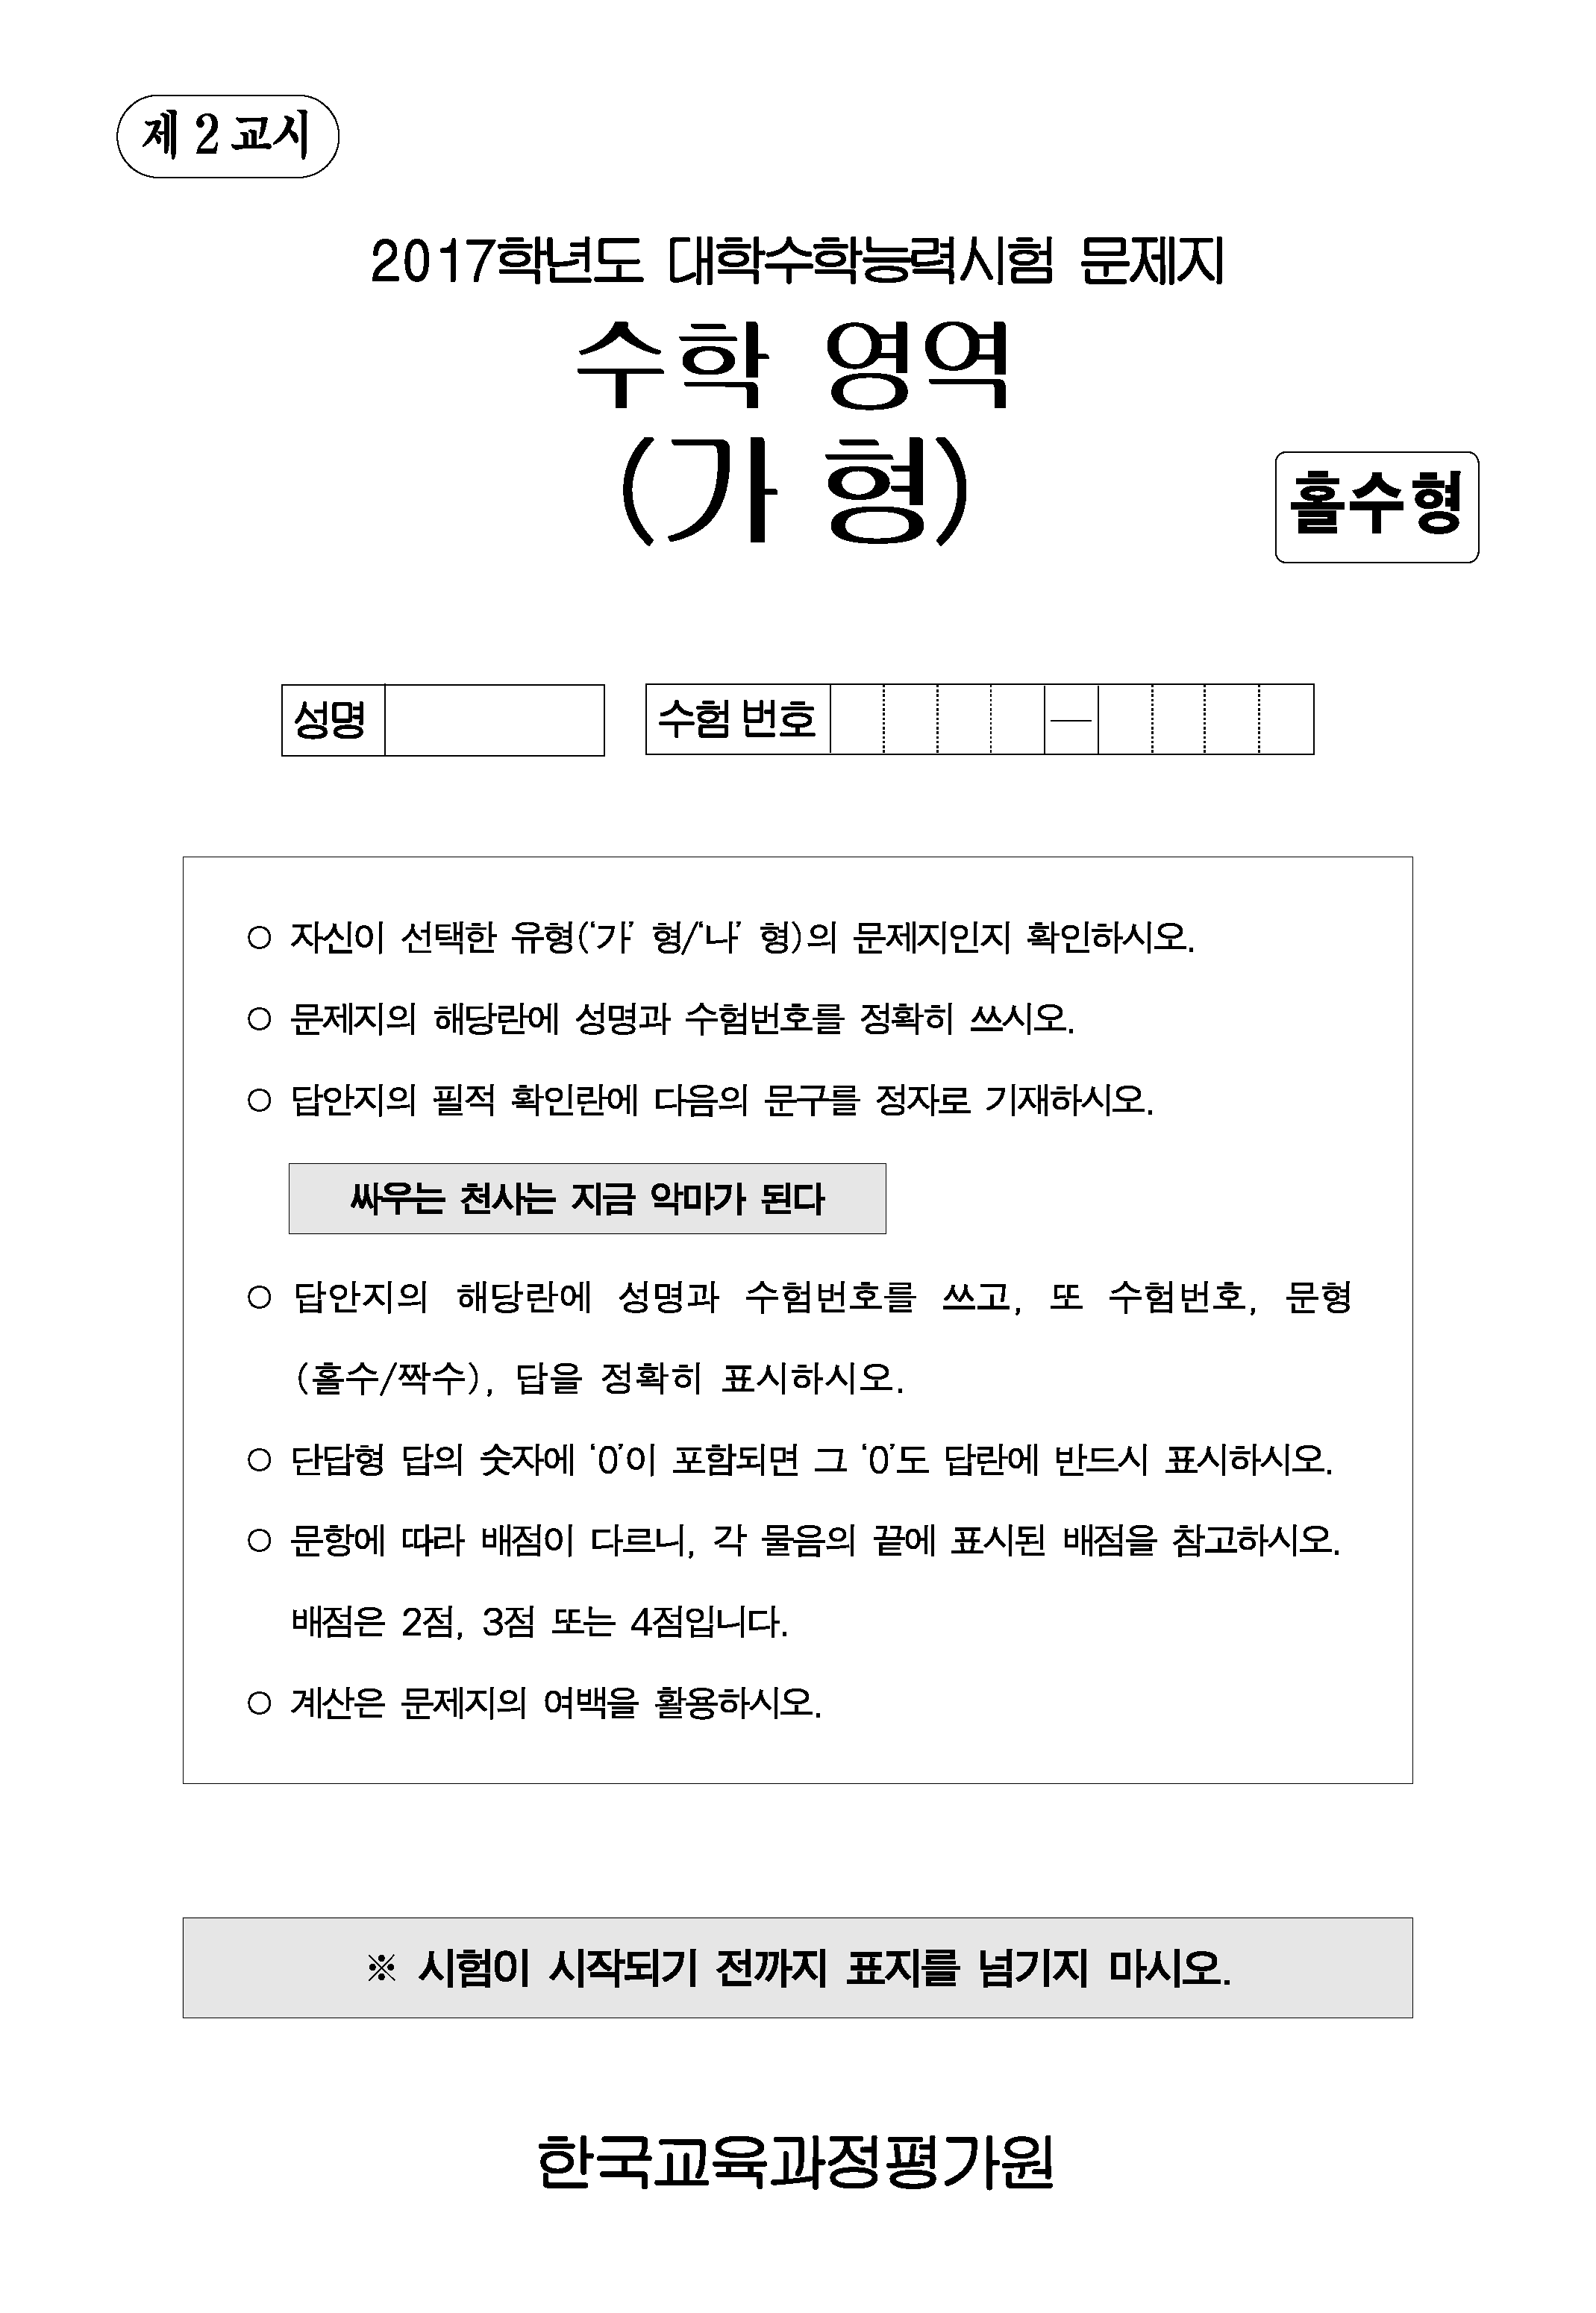 제 2 교시
2017학년도 대학수학능력시험 문제지
수학 영역
(가 형)
홀수형
성명
수험 번호 —
○ 자신이 선택한 유형(‘가’ 형/‘나’ 형)의 문제지인지 확인하시오.
○ 문제지의 해당란에 성명과 수험번호를 정확히 쓰시오.
○ 답안지의 필적 확인란에 다음의 문구를 정자로 기재하시오.
싸우는 천사는 지금 악마가 된다
○ 답안지의 해당란에 성명과 수험번호를 쓰고, 또 수험번호, 문형
(홀수/짝수), 답을 정확히 표시하시오.
○ 단답형 답의 숫자에 ‘0’이 포함되면 그 ‘0’도 답란에 반드시 표시하시오.
○ 문항에 따라 배점이 다르니, 각 물음의 끝에 표시된 배점을 참고하시오.
배점은 2점, 3점 또는 4점입니다.
○ 계산은 문제지의 여백을 활용하시오.
※ 시험이 시작되기 전까지 표지를 넘기지 마시오.
한국교육과정평가원